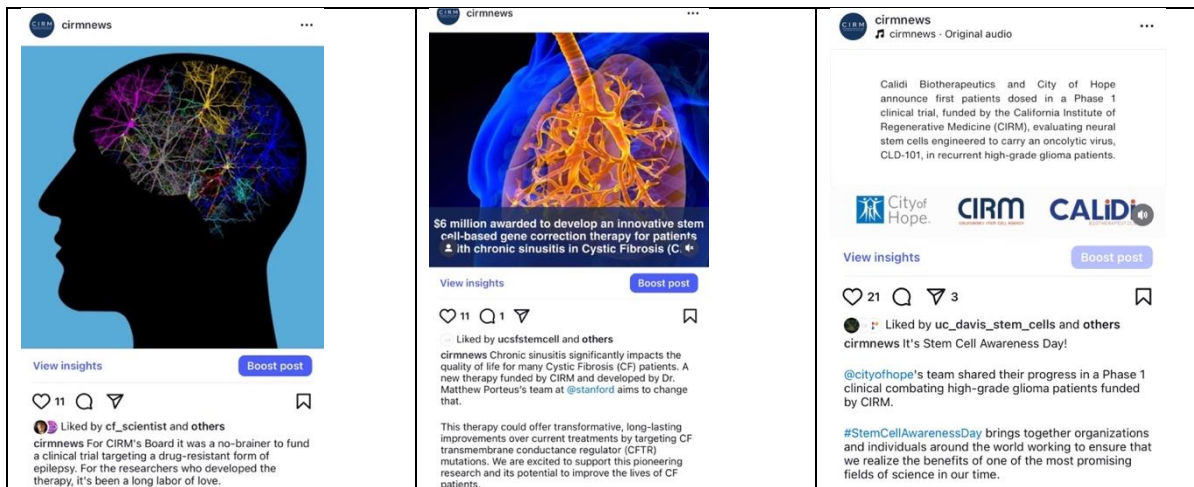 CIRM cirmnews
View insights
Boost post
11
Liked by cf_scientist and others
cirmnews For CIRM's Board it was a no-brainer to fund
a clinical trial targeting a drug-resistant form of
epilepsy. For the researchers who developed the
therapy, it's been a long labor of love.
CIRM cirmnews
$6 million awarded to develop an innovative stem
cell-based gene correction therapy for patients
ith chronic sinusitis in Cystic Fibrosis (C
View insights
Boost post
11 1
Liked by ucsfstemcell and others
cirmnews Chronic sinusitis significantly impacts the
quality of life for many Cystic Fibrosis (CF) patients. A
new therapy funded by CIRM and developed by Dr.
Matthew Porteus's team at @stanford aims to change
that.
This therapy could offer transformative, long-lasting
improvements over current treatments by targeting CF
transmembrane conductance regulator (CFTR)
mutations. We are excited to support this pioneering
research and its potential to improve the lives of CF
patients.
CIRM cirmnews
cirmnews · Original audio
Calidi Biotherapeutics and City of Hope
announce first patients dosed in a Phase 1
clinical trial, funded by the California Institute of
Regenerative Medicine (CIRM), evaluating neural
stem cells engineered to carry an oncolytic virus,
CLD-101, in recurrent high-grade glioma patients.
City of
Hope.
CIRM
CALiDi
View insights
Boost post
21 3
Liked by uc_davis_stem_cells and others
cirmnews It's Stem Cell Awareness Day!
@cityofhope's team shared their progress in a Phase 1
clinical combating high-grade glioma patients funded
by CIRM.
#StemCellAwarenessDay brings together organizations
and individuals around the world working to ensure that
we realize the benefits of one of the most promising
fields of science in our time.